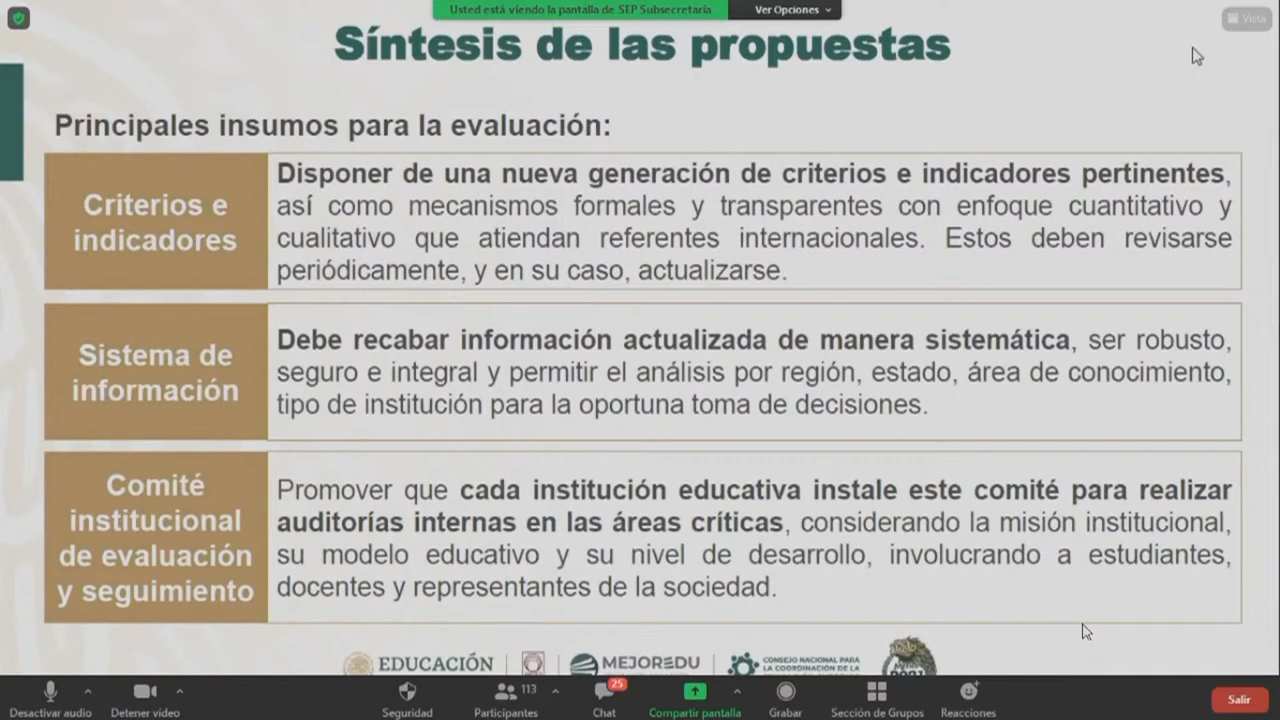 Usted está viendo la pantalla de SEP Subsecretaría
Ver Opciones
Vista
Síntesis de las propuestas
Principales insumos para la evaluación:
Criterios e
indicadores
Disponer de una nueva generación de criterios e indicadores pertinentes,
así como mecanismos formales y transparentes con enfoque cuantitativo y
cualitativo que atiendan referentes internacionales. Estos deben revisarse
periódicamente, y en su caso, actualizarse.
Sistema de
información
Debe recabar información actualizada de manera sistemática, ser robusto,
seguro e integral y permitir el análisis por región, estado, área de conocimiento,
tipo de institución para la oportuna toma de decisiones.
Comité
institucional
de evaluación
y seguimiento
Promover que cada institución educativa instale este comité para realizar
auditorías internas en las áreas críticas, considerando la misión institucional,
su modelo educativo y su nivel de desarrollo, involucrando a estudiantes,
docentes y representantes de la sociedad.
EDUCACIÓN
MEJOREDU
CONSEJO NACIONAL PARA
LA COORDINACIÓN DE LA
113
25
Desactivar audio
Detener vídeo
Seguridad
Participantes
Chat
Compartir pantalla
Grabar
Sección de Grupos
Reacciones
Salir